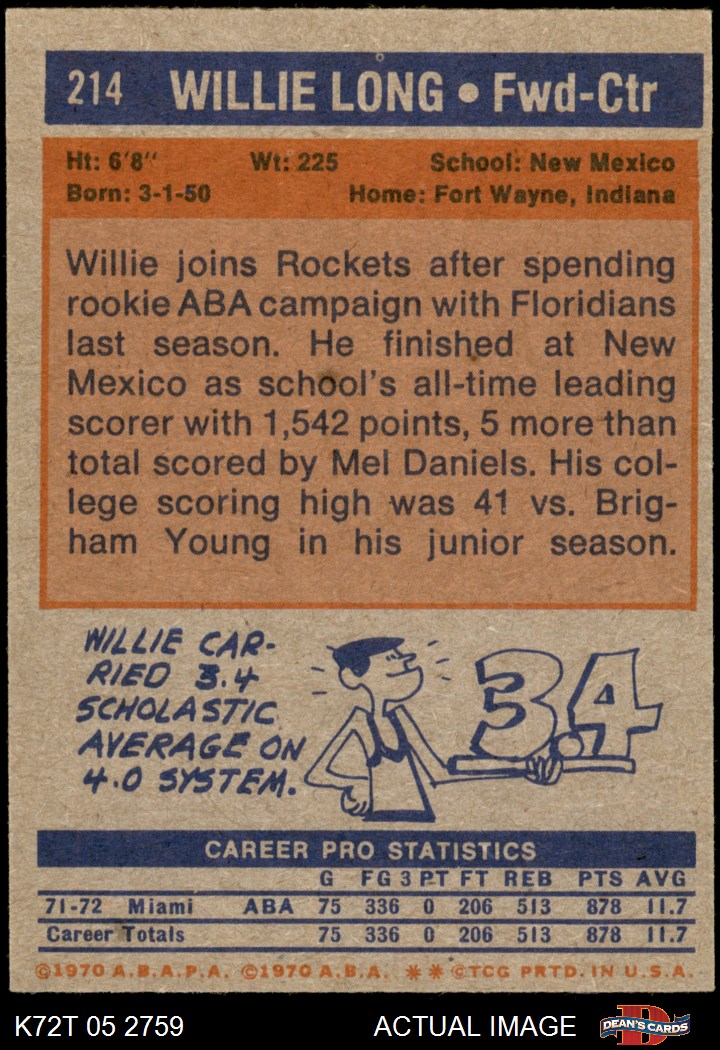 214 WILLIE LONG • Fwd-Ctr
Ht: 6'8" Wt: 225 School: New Mexico
Born: 3-1-50 Home: Fort Wayne, Indiana
Willie joins Rockets after spending
rookie ABA campaign with Floridians
last season. He finished at New
Mexico as school's all-time leading
scorer with 1,542 points, 5 more than
total scored by Mel Daniels. His col-
lege scoring high was 41 vs. Brig-
ham Young in his junior season.
WILLIE CAR-
RIED 3.4
SCHOLASTIC
AVERAGE ON
4.0 SYSTEM.
3.4
CAREER PRO STATISTICS
G FG 3 PT FT REB PTS AVG
71-72 Miami ABA 75 336 0 206 513 878 11.7
Career Totals 75 336 0 206 513 878 11.7
©1970 A.B.A.P.A. ©1970 A.B.A. ** ©TCG PRTD. IN U.S.A.
K72T 05 2759 ACTUAL IMAGE D DEAN'S CARDS